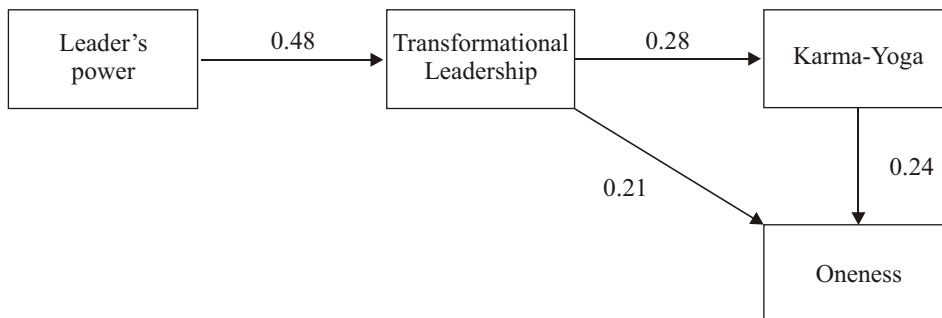 Leader's
power
0.48
Transformational
Leadership
0.28
Karma-Yoga
0.21
0.24
Oneness